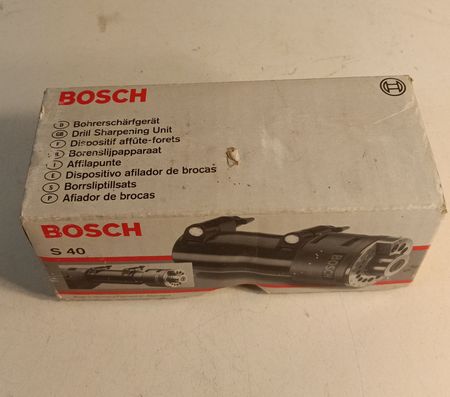 BOSCH
D Bohrerschärfgerät
GB Drill Sharpening Unit
F Dispositif affûte-forets
Borenslijpapparaat
I Affilapunte
E Dispositivo afilador de brocas
S Borrsliptillsats
P Afiador de brocas
BOSCH
S 40
BOSCH